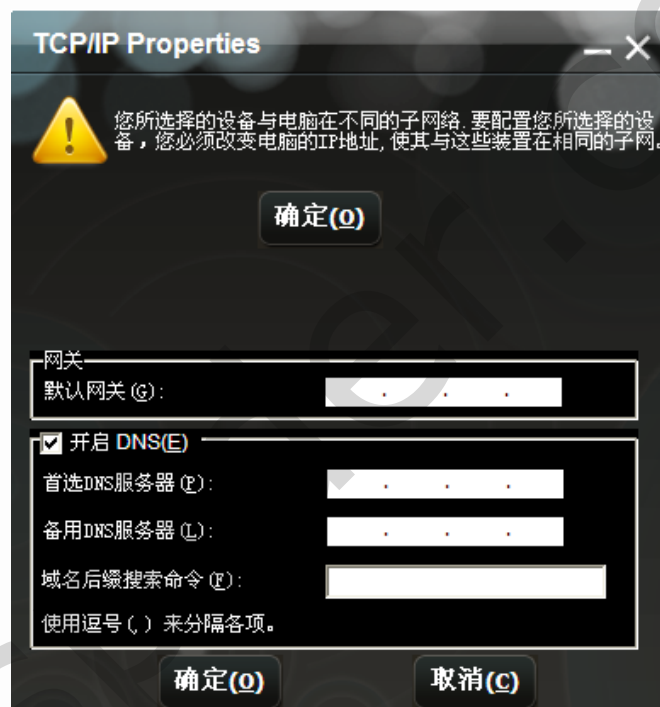 TCP/IP Properties
您所选择的设备与电脑在不同的子网络.要配置您所选择的设
备，您必须改变电脑的IP地址,使其与这些装置在相同的子网.
确定(O)
网关
默认网关(G):
开启 DNS(E)
首选DNS服务器(P):
备用DNS服务器(L):
域名后缀搜索命令(F):
使用逗号(,) 来分隔各项。
确定(O)
取消(C)